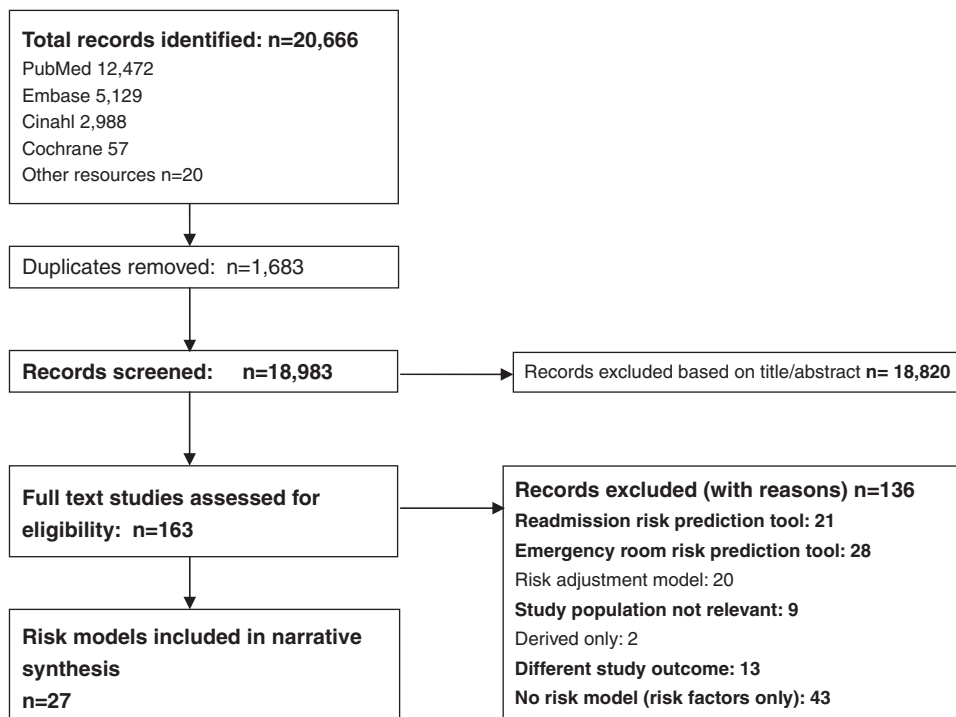 Total records identified: n=20,666
PubMed 12,472
Embase 5,129
Cinahl 2,988
Cochrane 57
Other resources n=20
Duplicates removed: n=1,683
Records screened: n=18,983
Records excluded based on title/abstract n= 18,820
Full text studies assessed for
eligibility: n=163
Records excluded (with reasons) n=136
Readmission risk prediction tool: 21
Emergency room risk prediction tool: 28
Risk adjustment model: 20
Study population not relevant: 9
Derived only: 2
Different study outcome: 13
No risk model (risk factors only): 43
Risk models included in narrative
synthesis
n=27